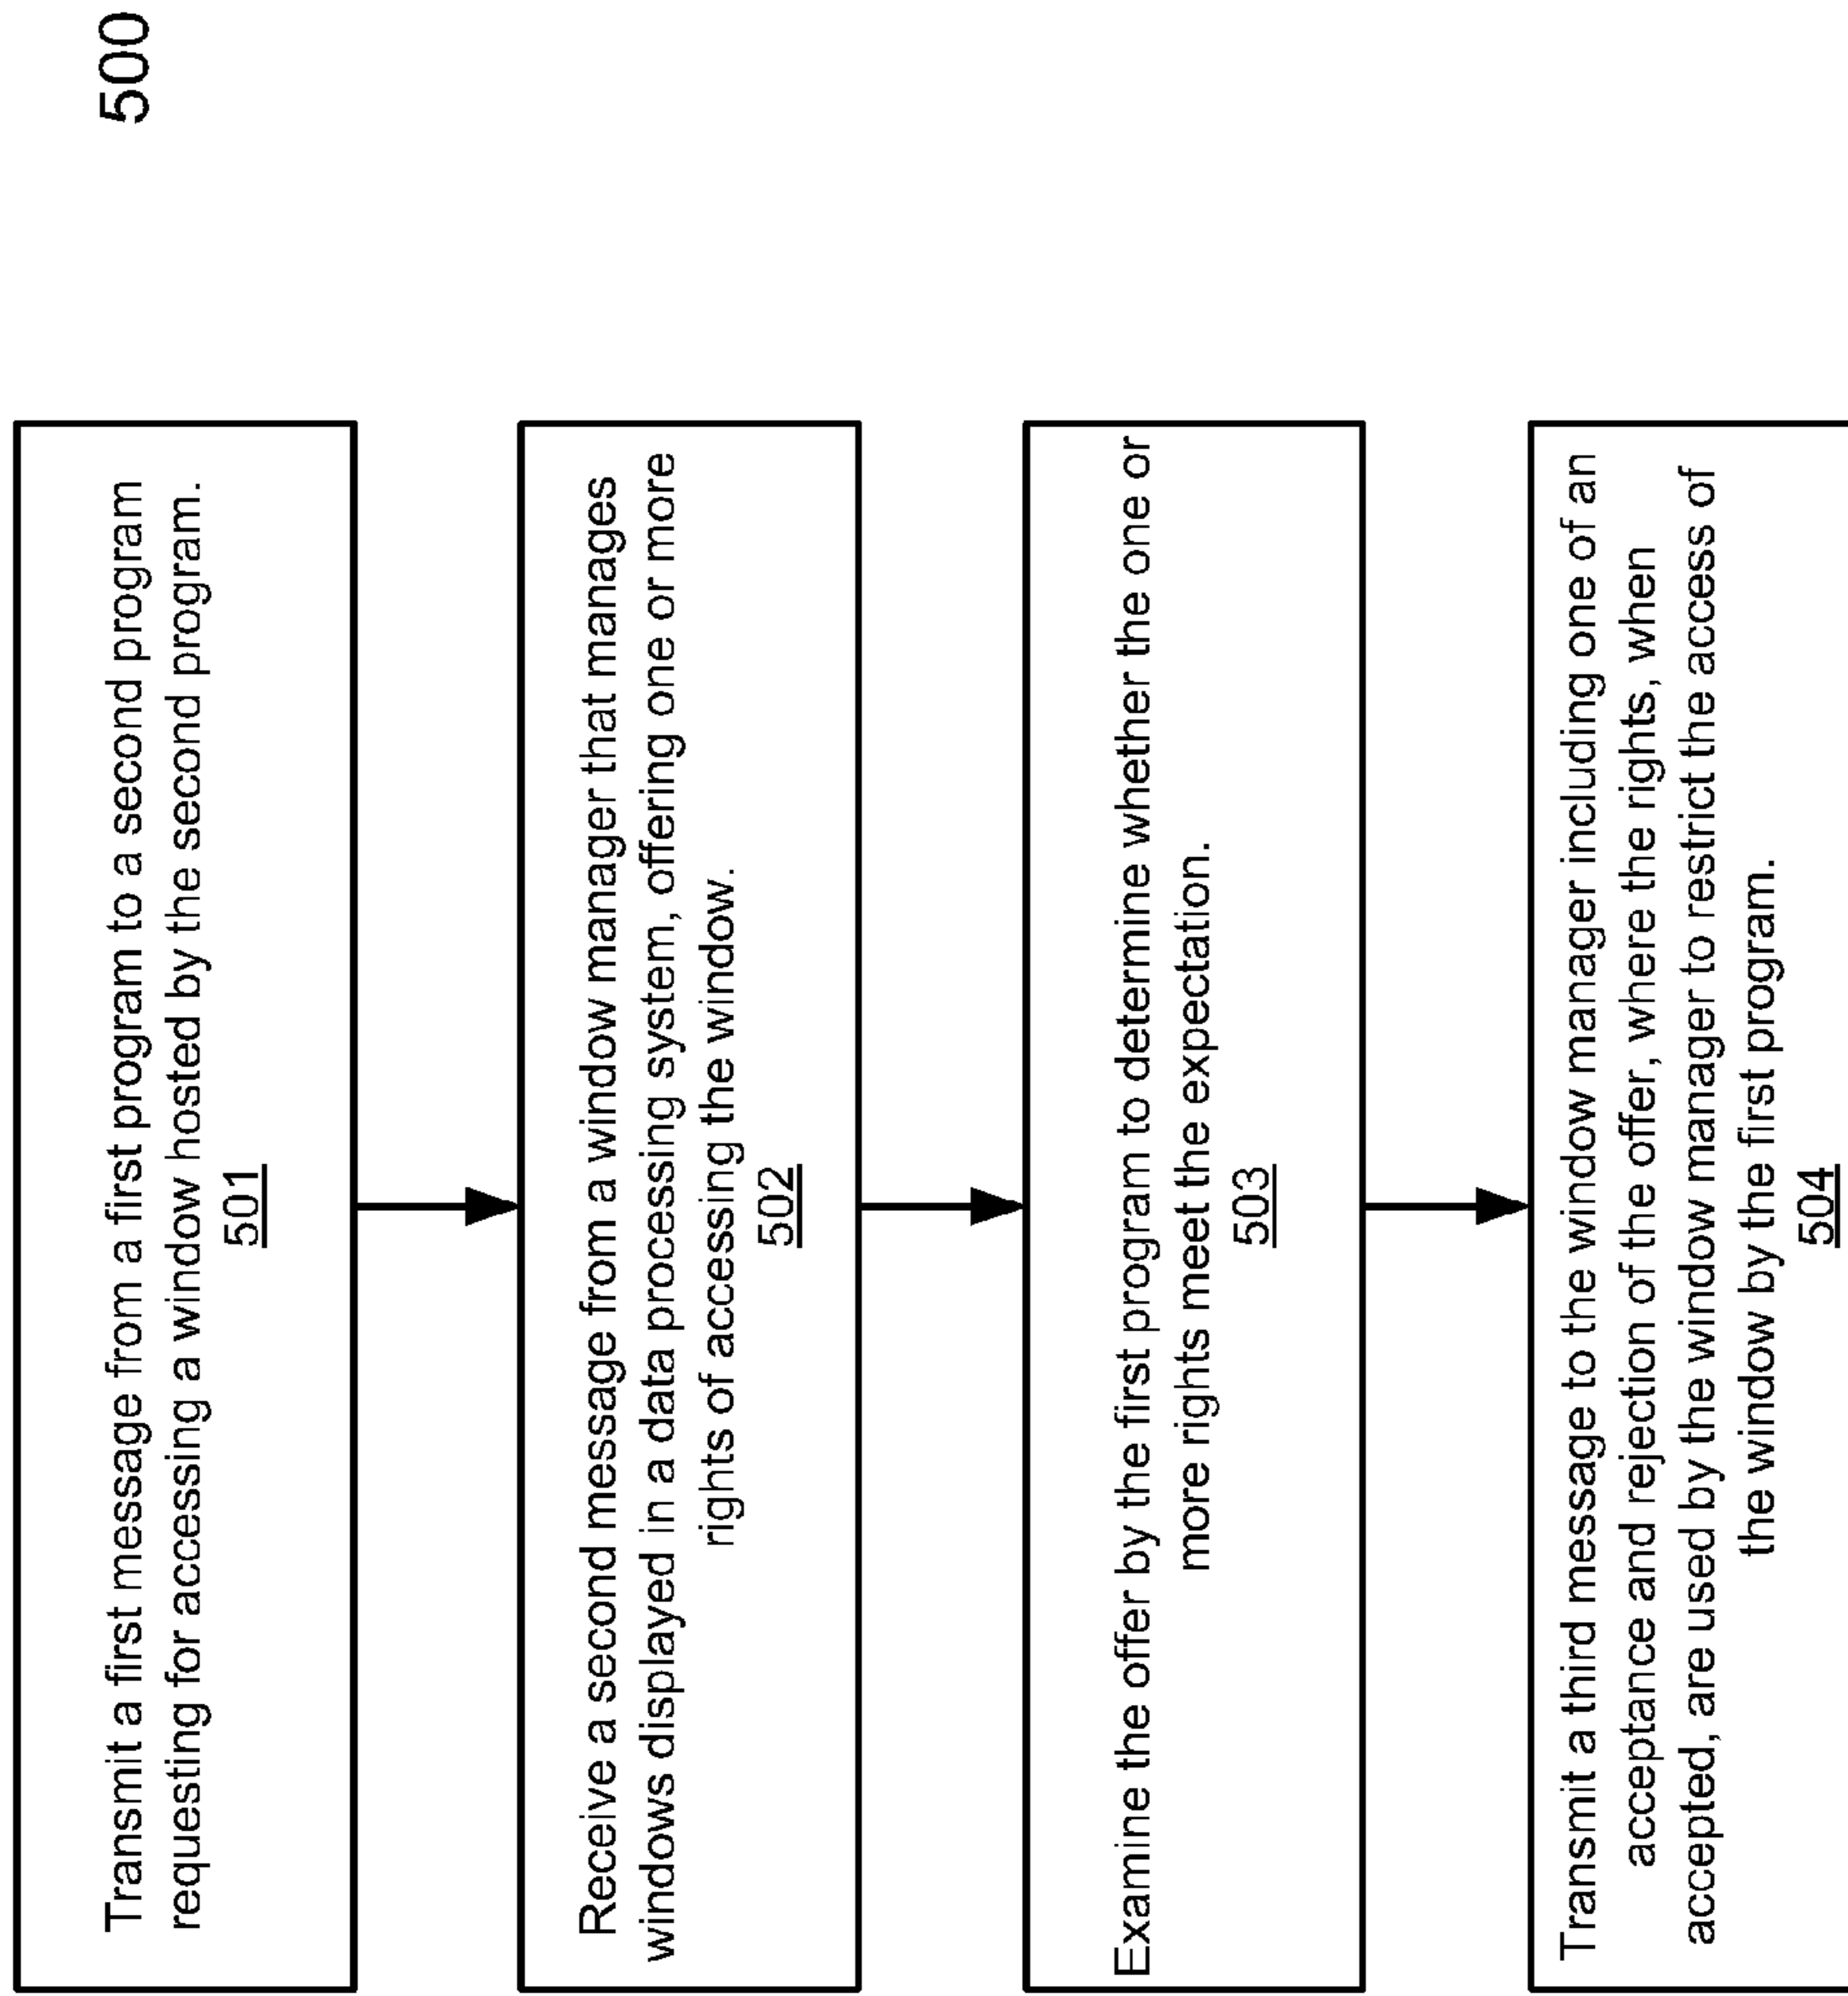 500
Transmit a first message from a first program to a second program
requesting for accessing a window hosted by the second program.
501
Receive a second message from a window manager that manages
windows displayed in a data processing system, offering one or more
rights of accessing the window.
502
Examine the offer by the first program to determine whether the one or
more rights meet the expectation.
503
Transmit a third message to the window manager including one of an
acceptance and rejection of the offer, where the rights, when
accepted, are used by the window manager to restrict the access of
the window by the first program.
504